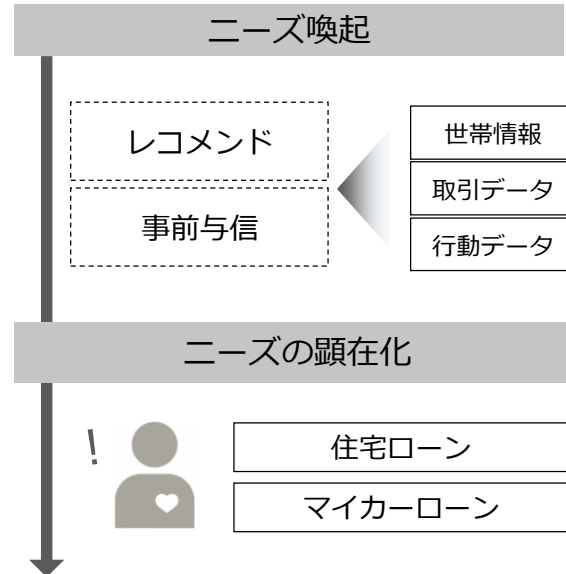 ニーズ喚起
レコメンド
事前与信
世帯情報
取引データ
行動データ
ニーズの顕在化
!
住宅ローン
マイカーローン